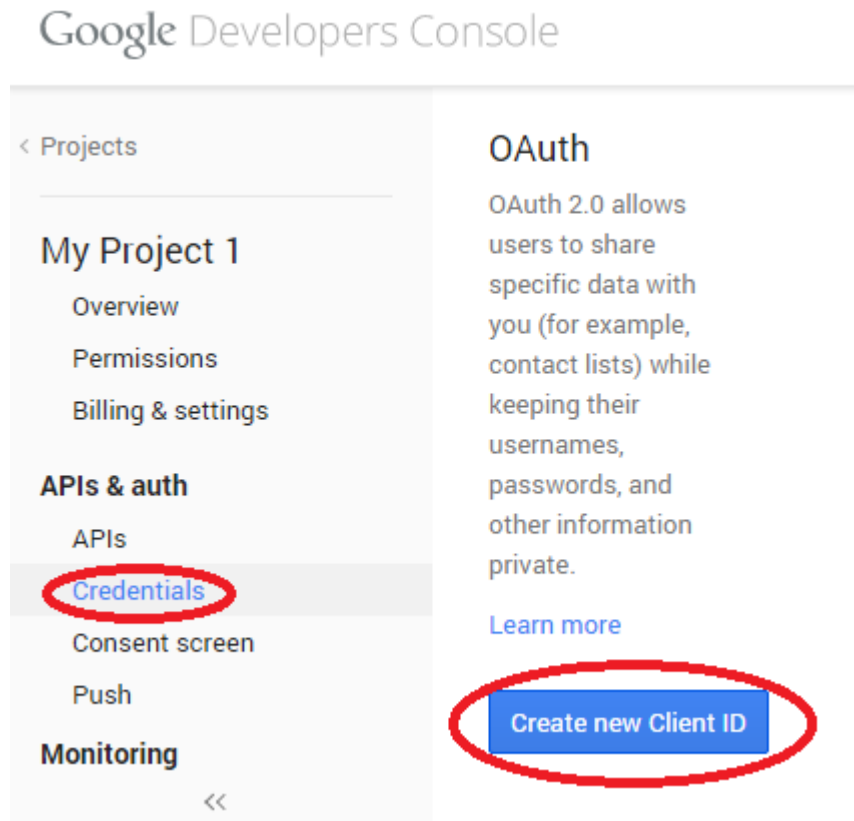 Google Developers Console
< Projects
My Project 1
Overview
Permissions
Billing & settings
APIs & auth
APIs
Credentials
Consent screen
Push
Monitoring
<<
OAuth
OAuth 2.0 allows
users to share
specific data with
you (for example,
contact lists) while
keeping their
usernames,
passwords, and
other information
private.
Learn more
Create new Client ID